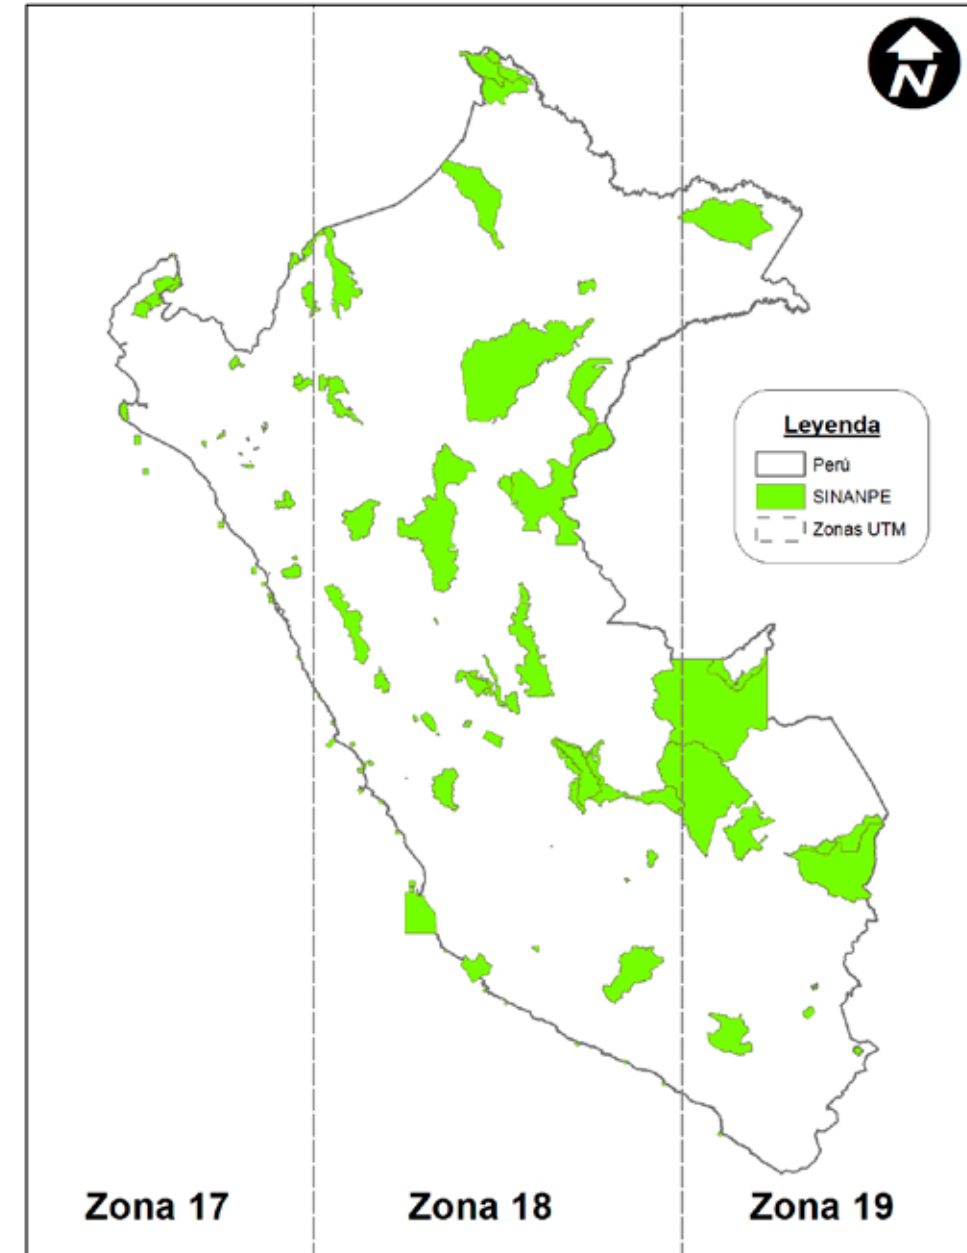 N
Leyenda
Perú
SINANPE
Zonas UTM
Zona 17
Zona 18
Zona 19